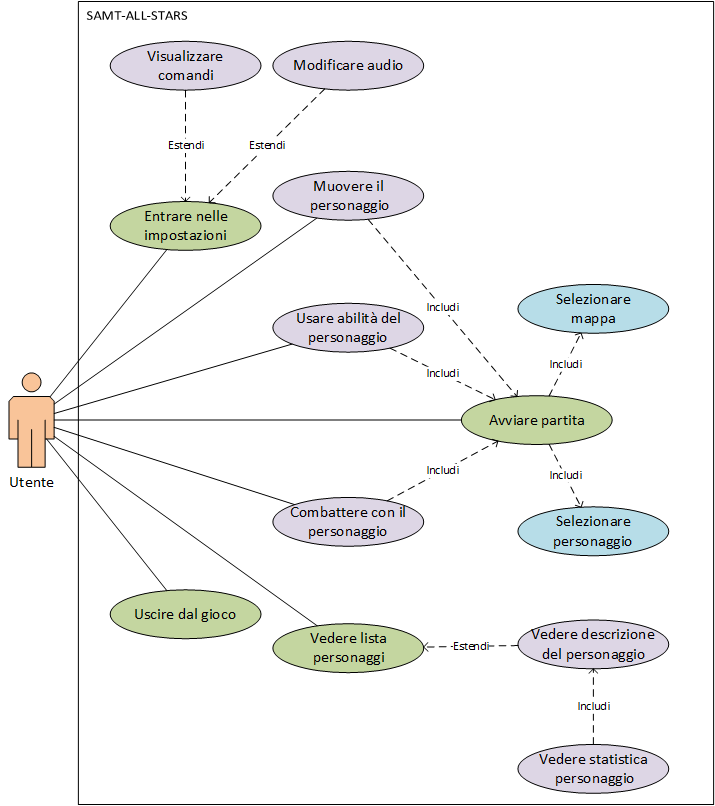 SAMT-ALL-STARS
Visualizzare
comandi
Modificare audio
Estendi
Estendi
Muovere il
personaggio
Entrare nelle
impostazioni
Includi
Selezionare
mappa
Usare abilità del
personaggio
Includi
Includi
Avviare partita
Utente
Includi
Includi
Combattere con il
personaggio
Selezionare
personaggio
Uscire dal gioco
Vedere lista
personaggi
Estendi
Vedere descrizione
del personaggio
Includi
Vedere statistica
personaggio